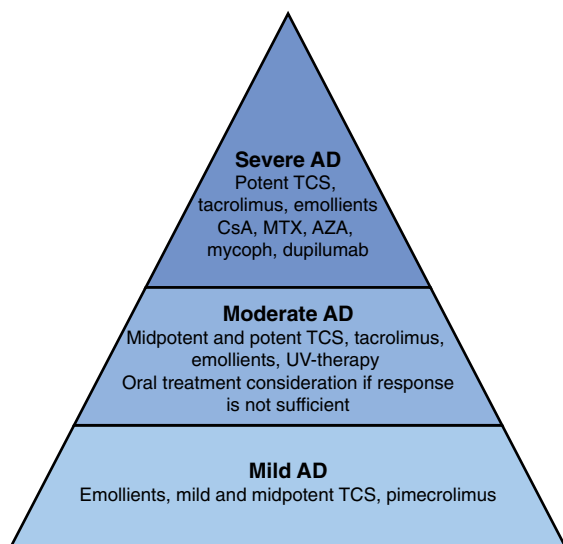 Severe AD
Potent TCS,
tacrolimus, emollients
CsA, MTX, AZA,
mycoph, dupilumab
Moderate AD
Midpotent and potent TCS, tacrolimus,
emollients, UV-therapy
Oral treatment consideration if response
is not sufficient
Mild AD
Emollients, mild and midpotent TCS, pimecrolimus